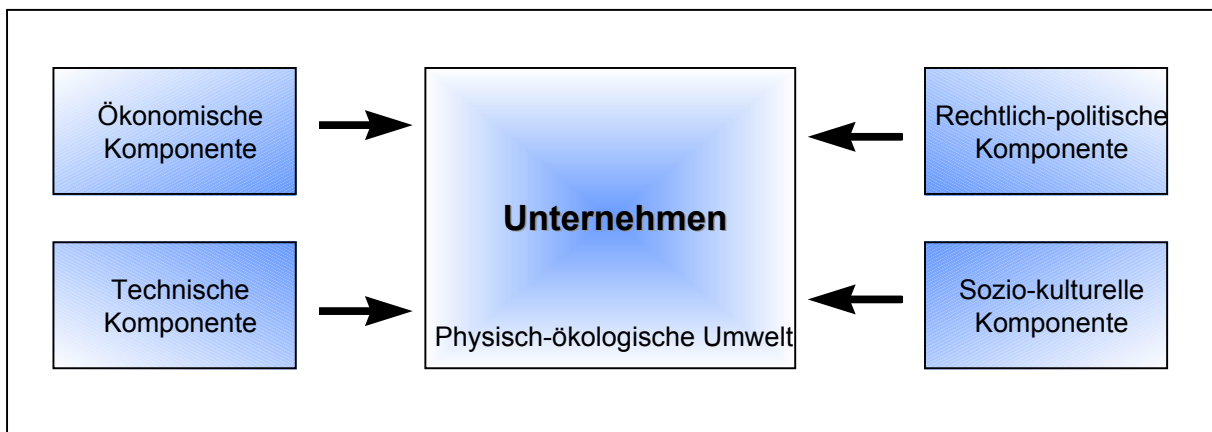 Ökonomische
Komponente
Technische
Komponente
Unternehmen
Physisch-ökologische Umwelt
Rechtlich-politische
Komponente
Sozio-kulturelle
Komponente